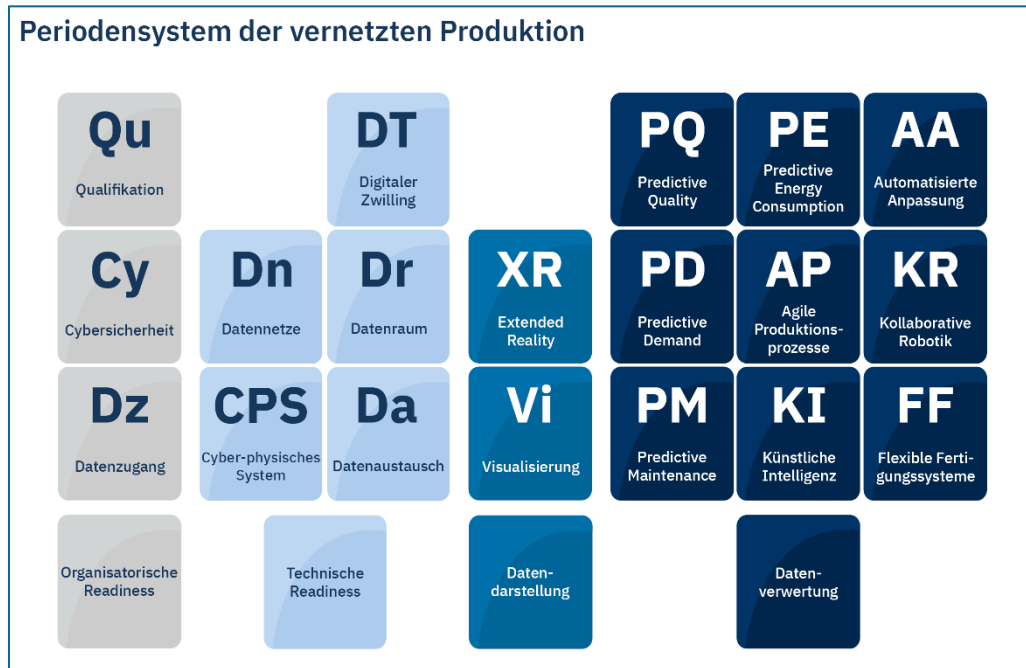 Periodensystem der vernetzten Produktion
Qu
Qualifikation
DT
Digitaler
Zwilling
PQ
Predictive
Quality
PE
Predictive
Energy
Consumption
AA
Automatisierte
Anpassung
Cy
Cybersicherheit
Dn
Datennetze
Dr
Datenraum
XR
Extended
Reality
PD
Predictive
Demand
AP
Agile
Produktions-
prozesse
KR
Kollaborative
Robotik
Dz
Datenzugang
CPS
Cyber-physisches
System
Da
Datenaustausch
Vi
Visualisierung
PM
Predictive
Maintenance
KI
Künstliche
Intelligenz
FF
Flexible Ferti-
gungssysteme
Organisatorische
Readiness
Technische
Readiness
Daten-
darstellung
Daten-
verwertung